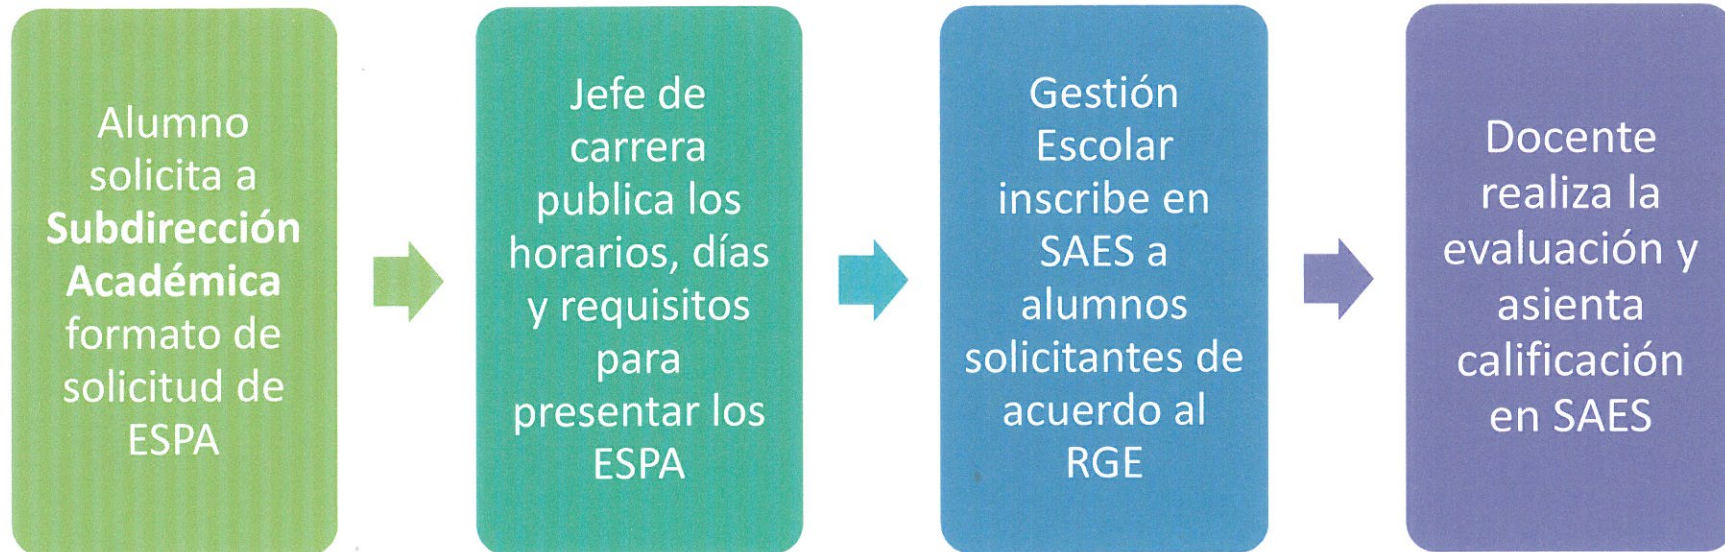 Alumno
solicita a
Subdirección
Académica
formato de
solicitud de
ESPA
Jefe de
carrera
publica los
horarios, días
y requisitos
para
presentar los
ESPA
Gestión
Escolar
inscribe en
SAES a
alumnos
solicitantes de
acuerdo al
RGE
Docente
realiza la
evaluación y
asienta
calificación
en SAES